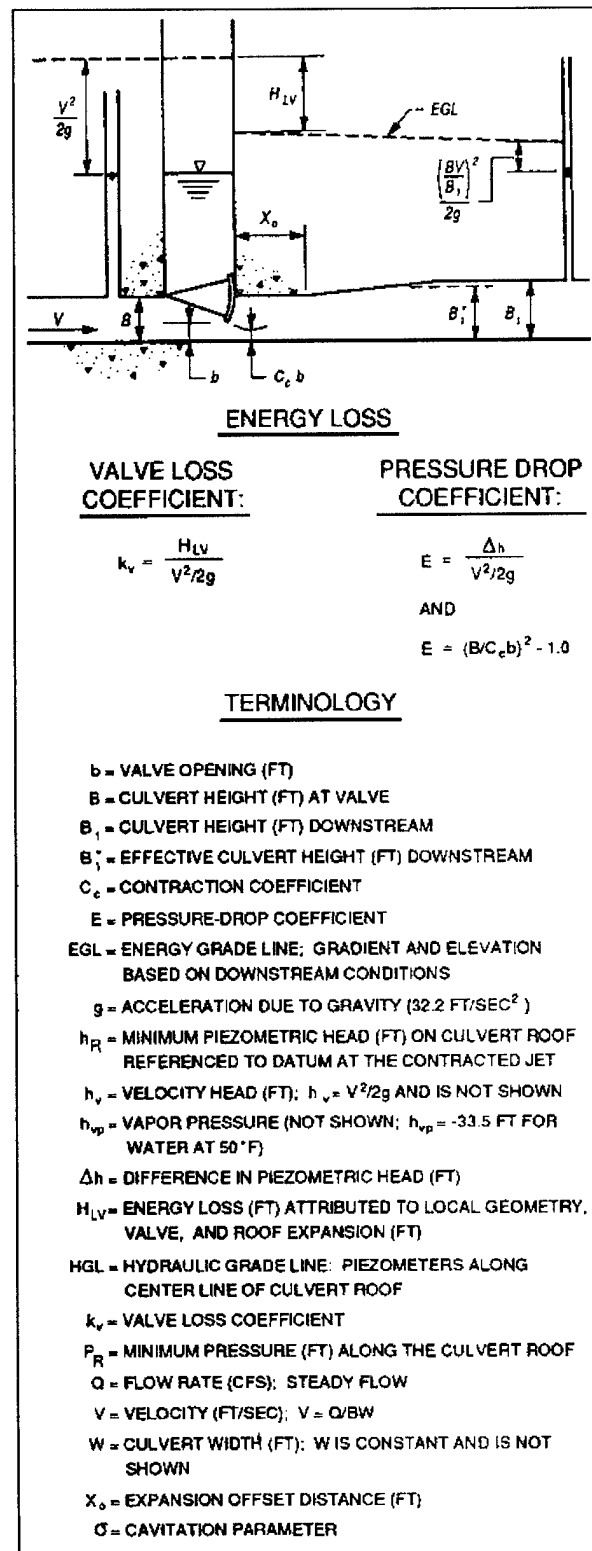 V²
2g
H_LV
EGL
(BV
B₁)²
2g
X_o
V
B
b
C_c b
B₁*
B₁
ENERGY LOSS
VALVE LOSS
COEFFICIENT:
k_v = H_LV / V²/2g
PRESSURE DROP
COEFFICIENT:
E = Δh / V²/2g
AND
E = (B/C_c b)² - 1.0
TERMINOLOGY
b = VALVE OPENING (FT)
B = CULVERT HEIGHT (FT) AT VALVE
B₁ = CULVERT HEIGHT (FT) DOWNSTREAM
B₁* = EFFECTIVE CULVERT HEIGHT (FT) DOWNSTREAM
C_c = CONTRACTION COEFFICIENT
E = PRESSURE-DROP COEFFICIENT
EGL = ENERGY GRADE LINE; GRADIENT AND ELEVATION
BASED ON DOWNSTREAM CONDITIONS
g = ACCELERATION DUE TO GRAVITY (32.2 FT/SEC²)
h_R = MINIMUM PIEZOMETRIC HEAD (FT) ON CULVERT ROOF
REFERENCED TO DATUM AT THE CONTRACTED JET
h_v = VELOCITY HEAD (FT); h_v = V²/2g AND IS NOT SHOWN
h_vp = VAPOR PRESSURE (NOT SHOWN; h_vp = -33.5 FT FOR
WATER AT 50°F)
Δh = DIFFERENCE IN PIEZOMETRIC HEAD (FT)
H_LV = ENERGY LOSS (FT) ATTRIBUTED TO LOCAL GEOMETRY,
VALVE, AND ROOF EXPANSION (FT)
HGL = HYDRAULIC GRADE LINE: PIEZOMETERS ALONG
CENTER LINE OF CULVERT ROOF
k_v = VALVE LOSS COEFFICIENT
P_R = MINIMUM PRESSURE (FT) ALONG THE CULVERT ROOF
Q = FLOW RATE (CFS); STEADY FLOW
V = VELOCITY (FT/SEC); V = Q/BW
W = CULVERT WIDTH (FT); W IS CONSTANT AND IS NOT
SHOWN
X_o = EXPANSION OFFSET DISTANCE (FT)
σ = CAVITATION PARAMETER